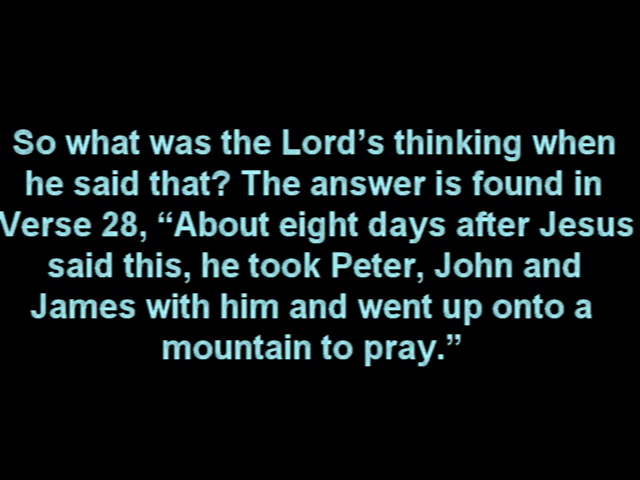 So what was the Lord’s thinking when
he said that? The answer is found in
Verse 28, “About eight days after Jesus
said this, he took Peter, John and
James with him and went up onto a
mountain to pray.”